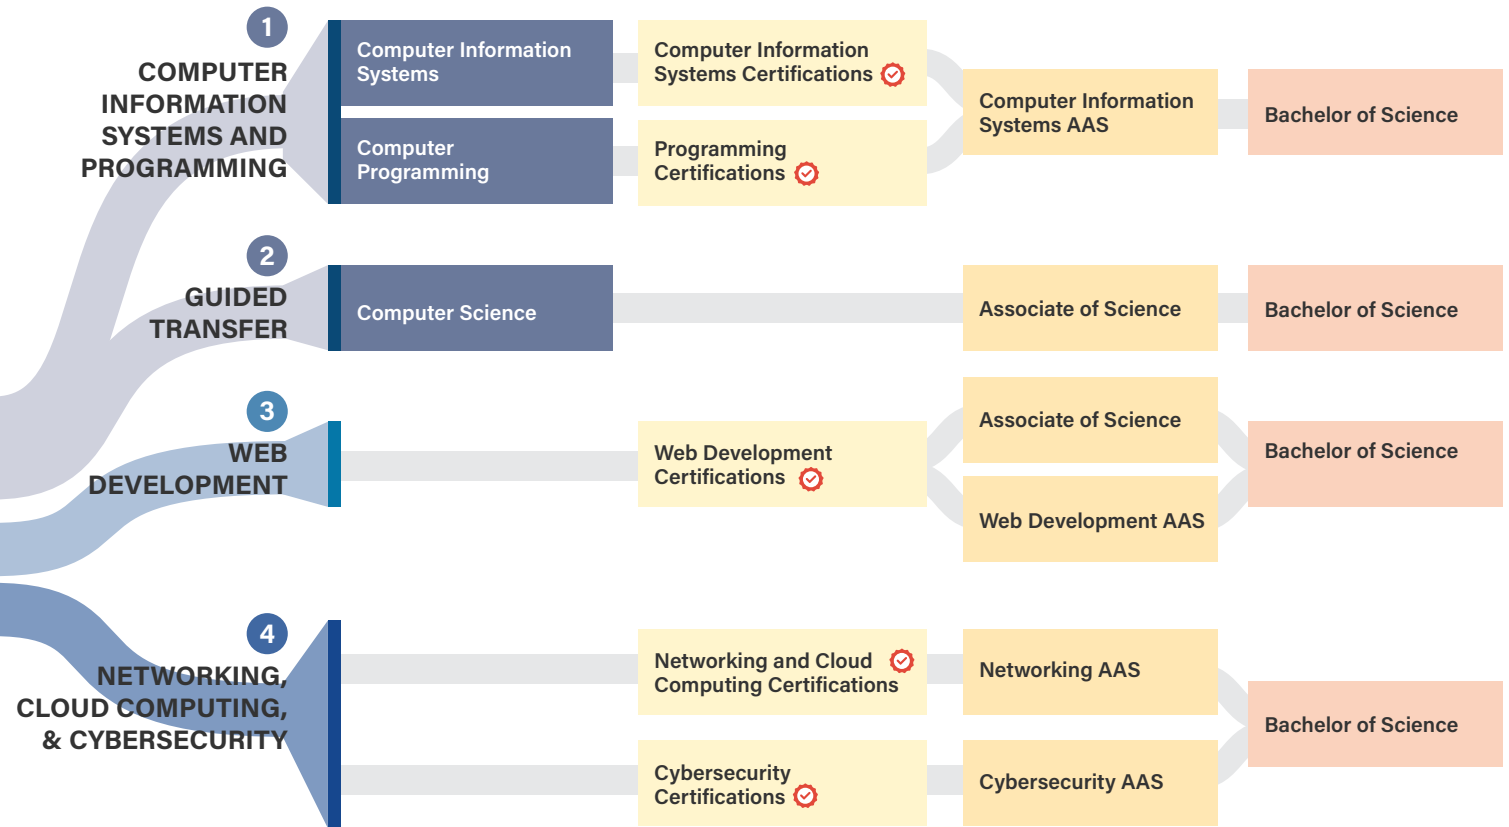 1
COMPUTER
INFORMATION
SYSTEMS AND
PROGRAMMING
Computer Information
Systems
Computer Information
Systems Certifications
Computer
Programming
Programming
Certifications
Computer Information
Systems AAS
Bachelor of Science
2
GUIDED
TRANSFER
Computer Science
Associate of Science
Bachelor of Science
3
WEB
DEVELOPMENT
Web Development
Certifications
Associate of Science
Web Development AAS
Bachelor of Science
4
NETWORKING,
CLOUD COMPUTING,
& CYBERSECURITY
Networking and Cloud
Computing Certifications
Networking AAS
Cybersecurity
Certifications
Cybersecurity AAS
Bachelor of Science